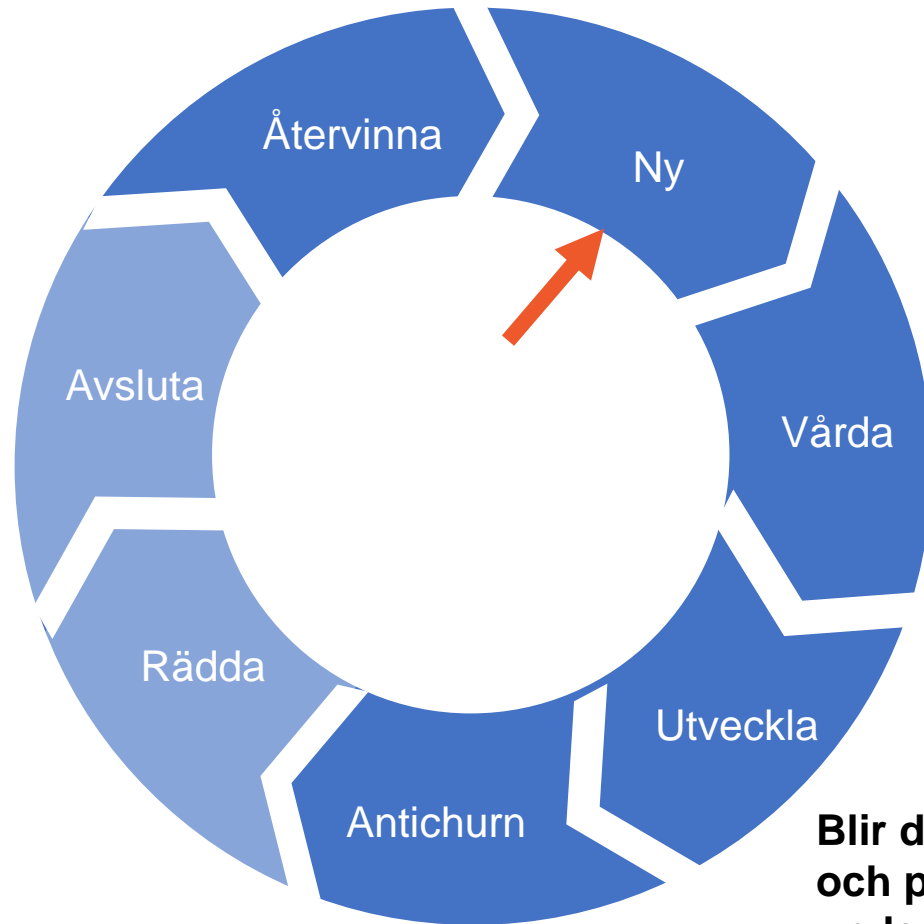 Återvinna
Ny
Avsluta
Vårda
Rädda
Utveckla
Antichurn
Blir d
och p